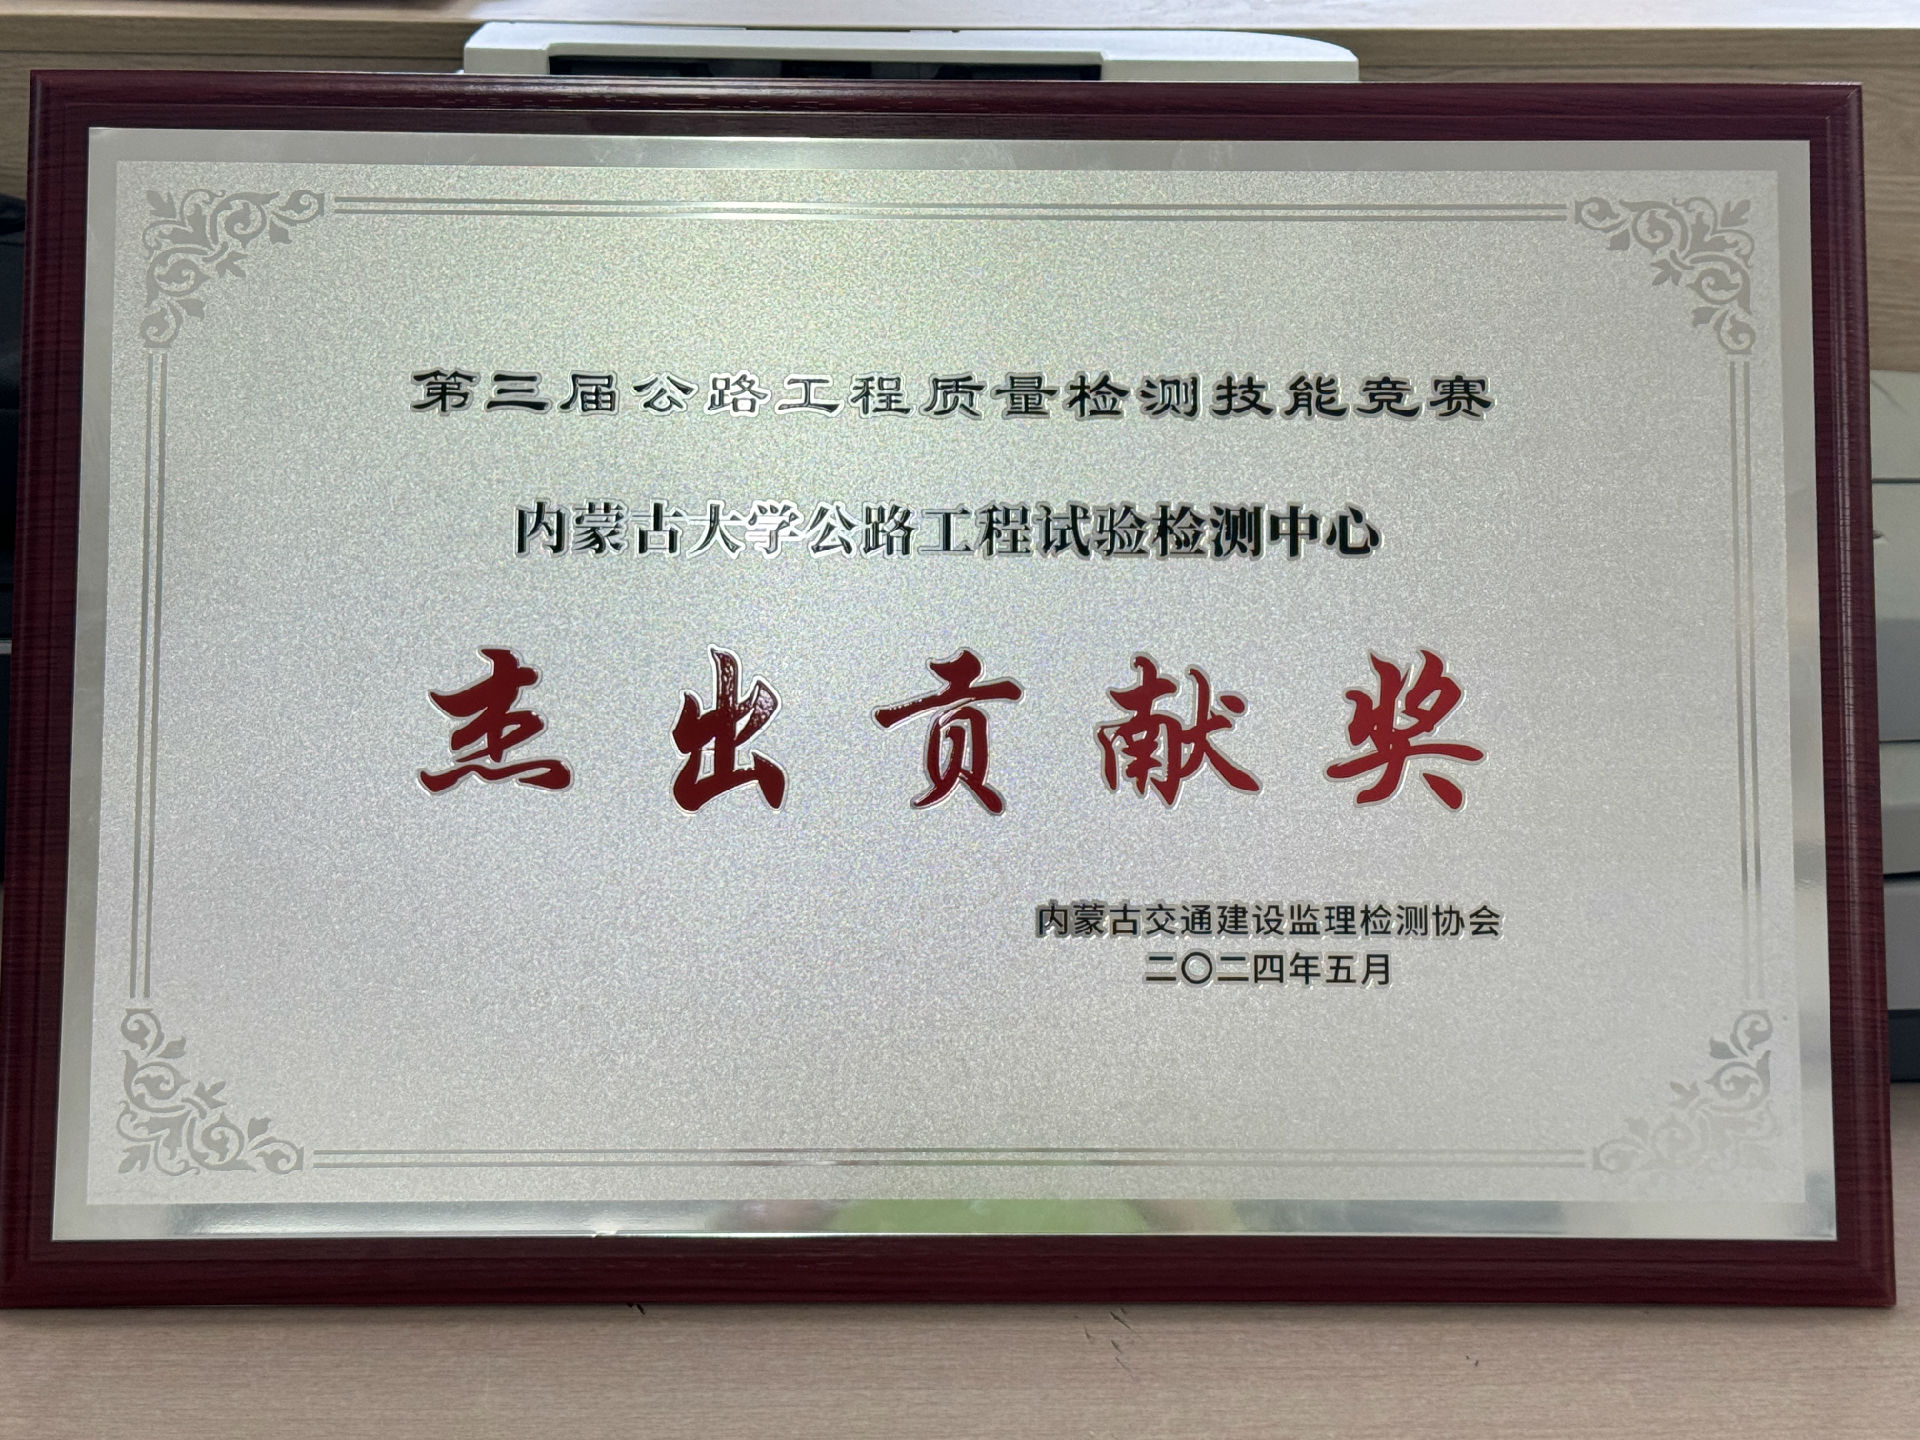 第三届公路工程质量检测技能竞赛
内蒙古大学公路工程试验检测中心
杰出贡献奖
内蒙古交通建设监理检测协会
二〇二四年五月